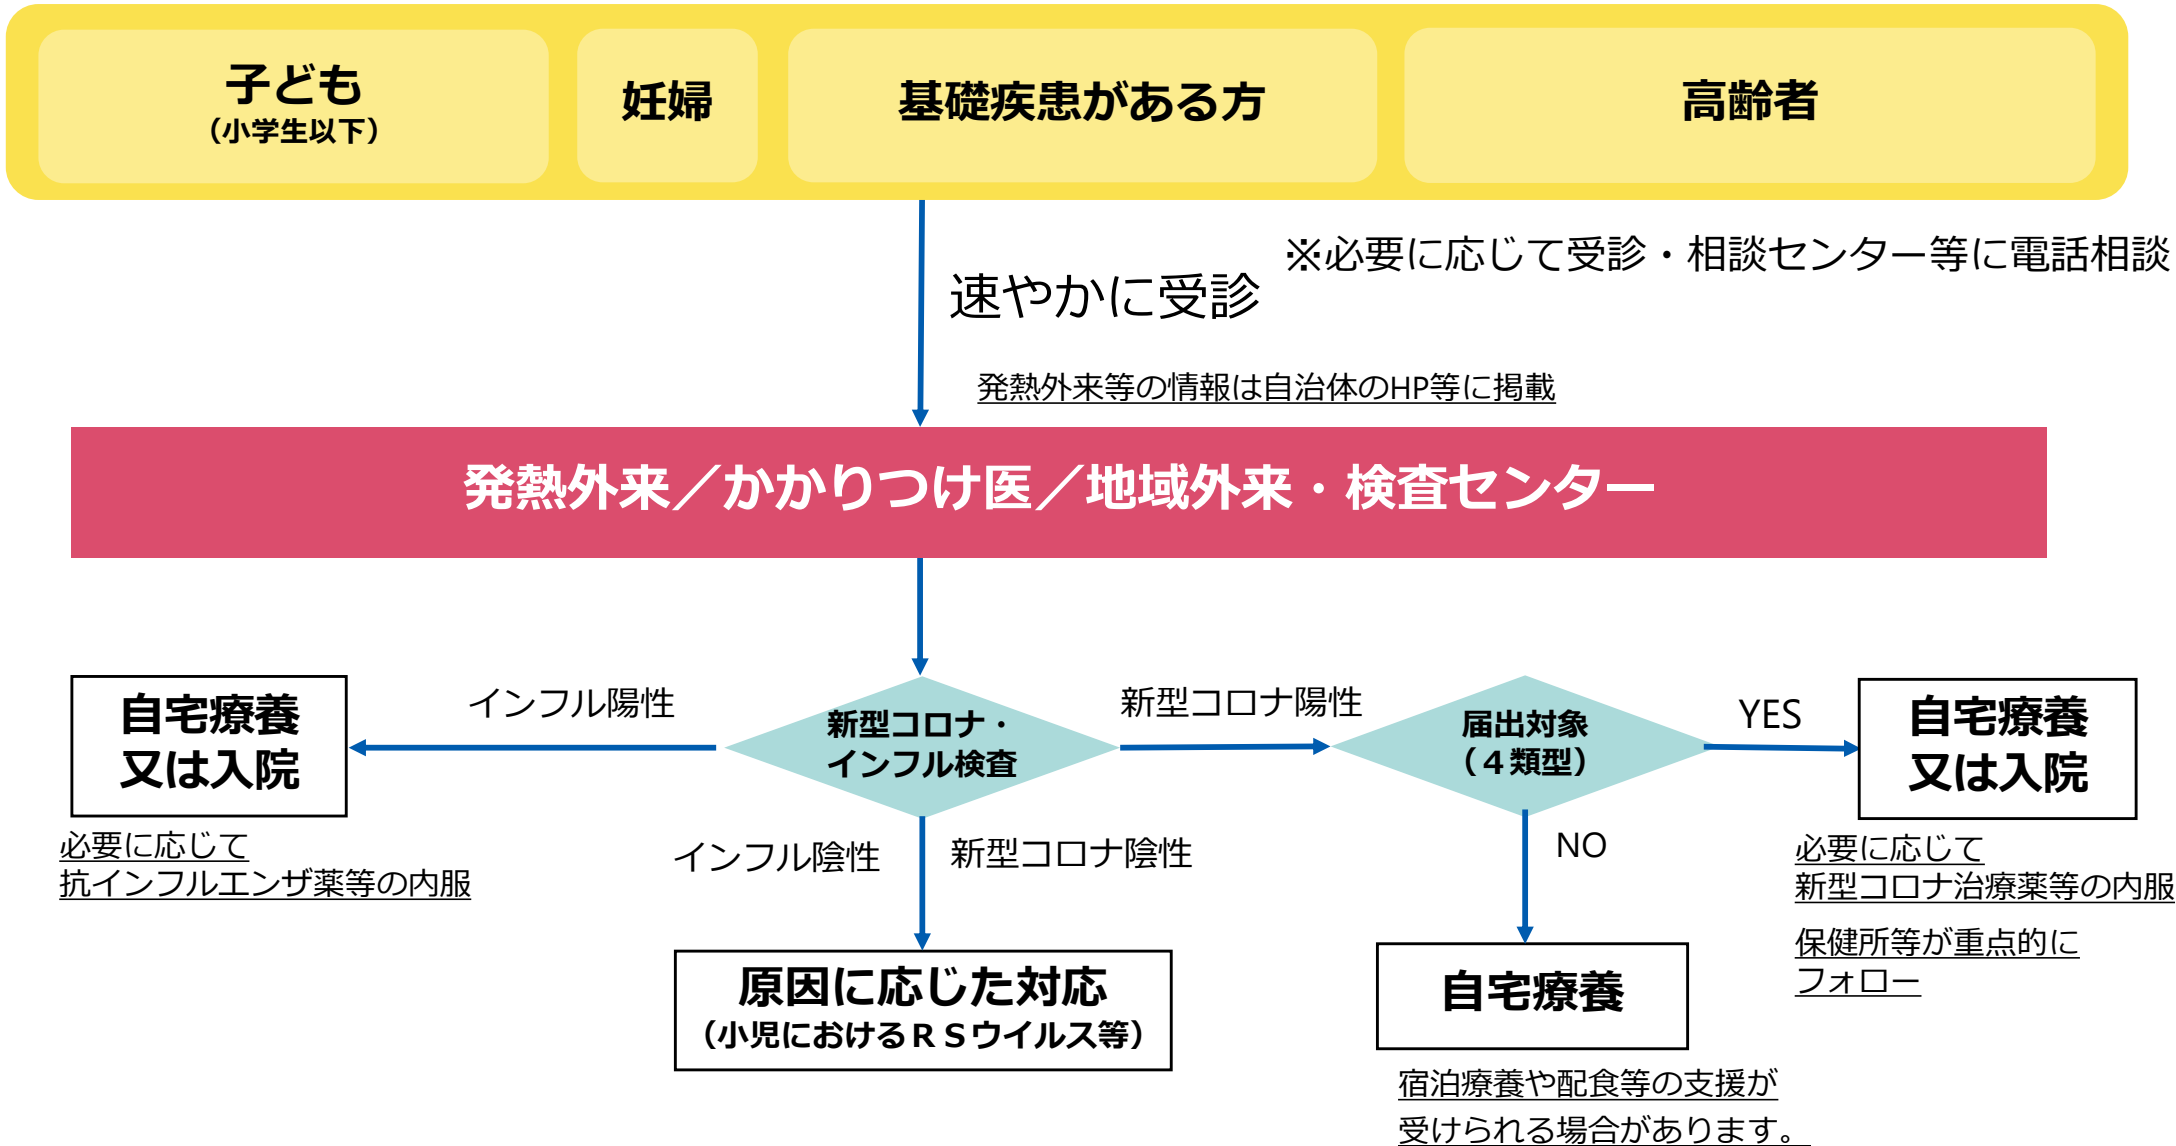 子ども
（小学生以下）
妊婦
基礎疾患がある方
高齢者
※必要に応じて受診・相談センター等に電話相談
速やかに受診
発熱外来等の情報は自治体のHP等に掲載
発熱外来／かかりつけ医／地域外来・検査センター
自宅療養
又は入院
必要に応じて
抗インフルエンザ薬等の内服
インフル陽性
新型コロナ・
インフル検査
新型コロナ陽性
届出対象
（４類型）
YES
自宅療養
又は入院
必要に応じて
新型コロナ治療薬等の内服
保健所等が重点的に
フォロー
インフル陰性
新型コロナ陰性
NO
原因に応じた対応
（小児におけるＲＳウイルス等）
自宅療養
宿泊療養や配食等の支援が
受けられる場合があります。